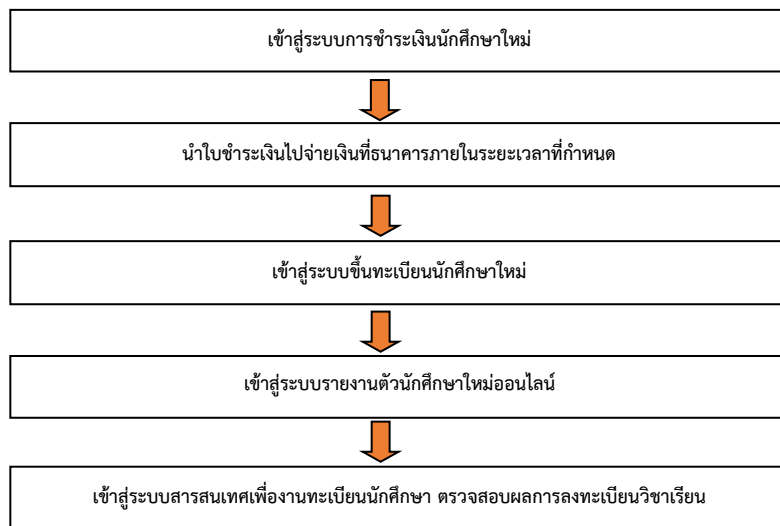 เข้าสู่ระบบการชำระเงินนักศึกษาใหม่
นำใบชำระเงินไปจ่ายเงินที่ธนาคารภายในระยะเวลาที่กำหนด
เข้าสู่ระบบขึ้นทะเบียนนักศึกษาใหม่
เข้าสู่ระบบรายงานตัวนักศึกษาใหม่ออนไลน์
เข้าสู่ระบบสารสนเทศเพื่องานทะเบียนนักศึกษา ตรวจสอบผลการลงทะเบียนวิชาเรียน